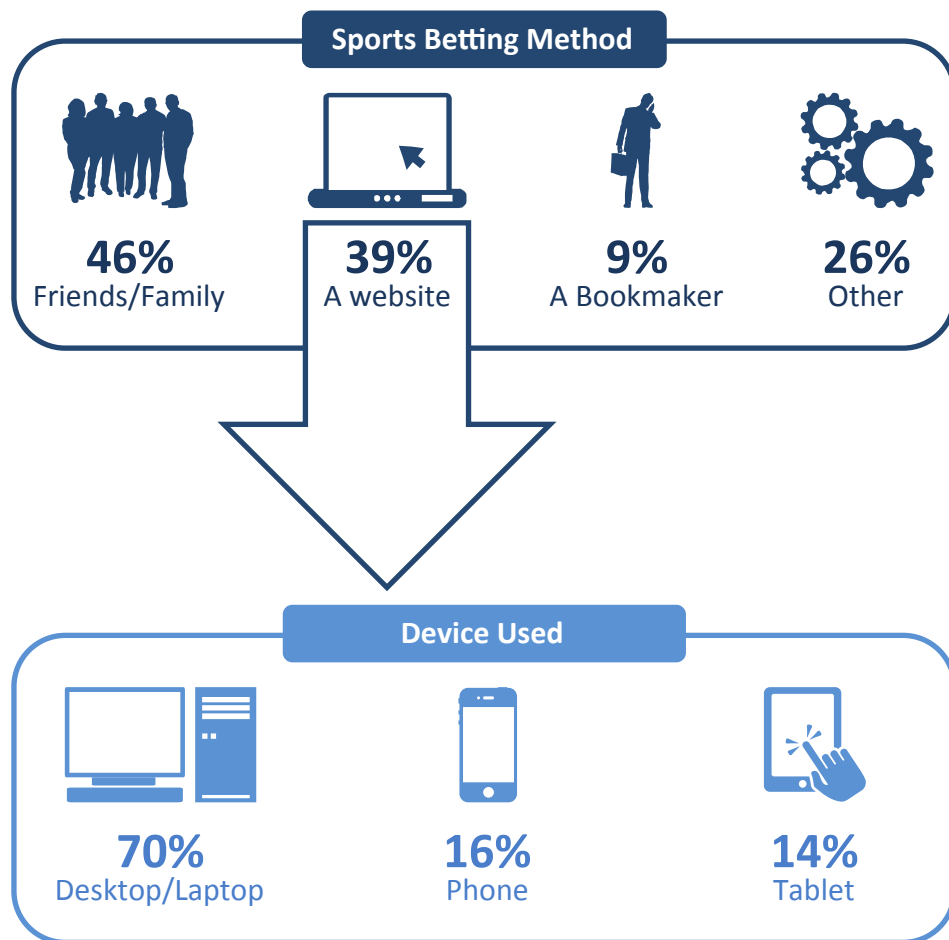 Sports Betting Method
46%
Friends/Family
39%
A website
9%
A Bookmaker
26%
Other
Device Used
70%
Desktop/Laptop
16%
Phone
14%
Tablet